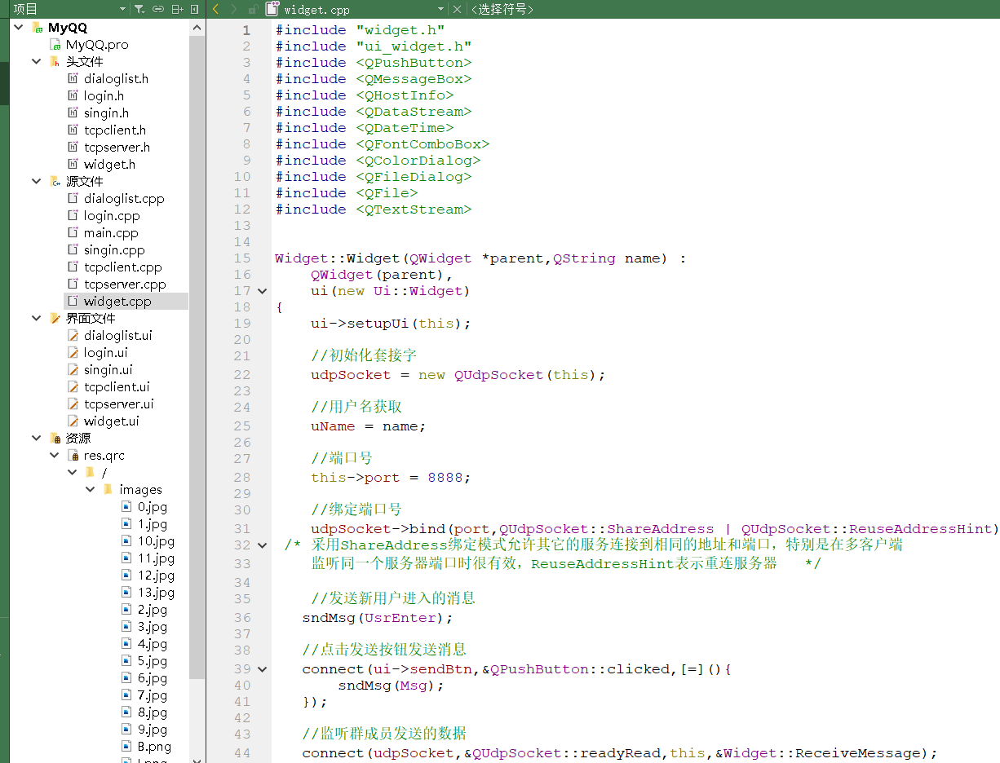 项目
widget.cpp
<选择符号>
MyQQ
MyQQ.pro
头文件
dialoglist.h
login.h
singin.h
tcpclient.h
tcpserver.h
widget.h
源文件
dialoglist.cpp
login.cpp
main.cpp
singin.cpp
tcpclient.cpp
tcpserver.cpp
widget.cpp
界面文件
dialoglist.ui
login.ui
singin.ui
tcpclient.ui
tcpserver.ui
widget.ui
资源
res.qrc
/
images
0.jpg
1.jpg
10.jpg
11.jpg
12.jpg
13.jpg
2.jpg
3.jpg
4.jpg
5.jpg
6.jpg
7.jpg
8.jpg
9.jpg
B.png
1 #include "widget.h"
2 #include "ui_widget.h"
3 #include <QPushButton>
4 #include <QMessageBox>
5 #include <QHostInfo>
6 #include <QDataStream>
7 #include <QDateTime>
8 #include <QFontComboBox>
9 #include <QColorDialog>
10 #include <QFileDialog>
11 #include <QFile>
12 #include <QTextStream>
13
14
15 Widget::Widget(QWidget *parent,QString name) :
16 QWidget(parent),
17 ui(new Ui::Widget)
18 {
19 ui->setupUi(this);
20
21 //初始化套接字
22 udpSocket = new QUdpSocket(this);
23
24 //用户名获取
25 uName = name;
26
27 //端口号
28 this->port = 8888;
29
30 //绑定端口号
31 udpSocket->bind(port,QUdpSocket::ShareAddress | QUdpSocket::ReuseAddressHint)
32 /* 采用ShareAddress绑定模式允许其它的服务连接到相同的地址和端口，特别是在多客户端
33 监听同一个服务器端口时很有效，ReuseAddressHint表示重连服务器 */
34
35 //发送新用户进入的消息
36 sndMsg(UsrEnter);
37
38 //点击发送按钮发送消息
39 connect(ui->sendBtn,&QPushButton::clicked,[=](){
40 sndMsg(Msg);
41 });
42
43 //监听群成员发送的数据
44 connect(udpSocket,&QUdpSocket::readyRead,this,&Widget::ReceiveMessage);